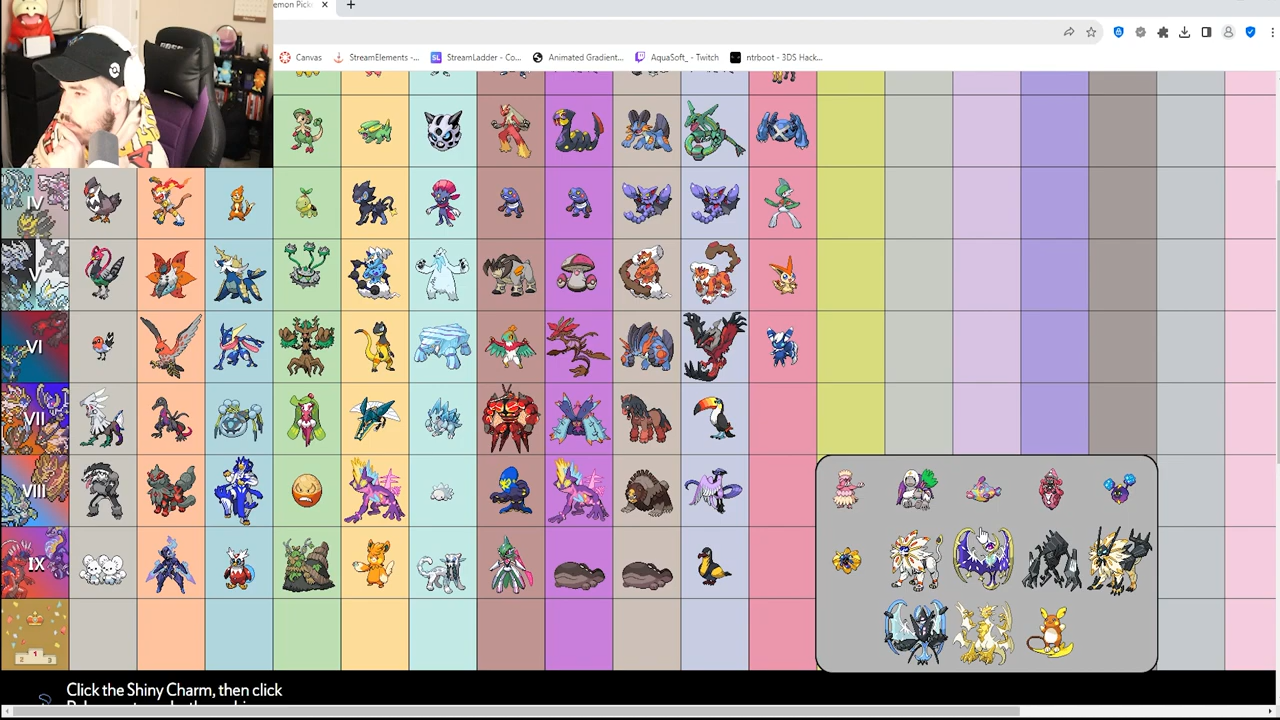 emon Pick
Canvas
StreamElements -...
StreamLadder - Co...
Animated Gradient...
AquaSoft_ - Twitch
ntrboot - 3DS Hack...
IV
V
VI
VII
VIII
IX
Click the Shiny Charm, then click